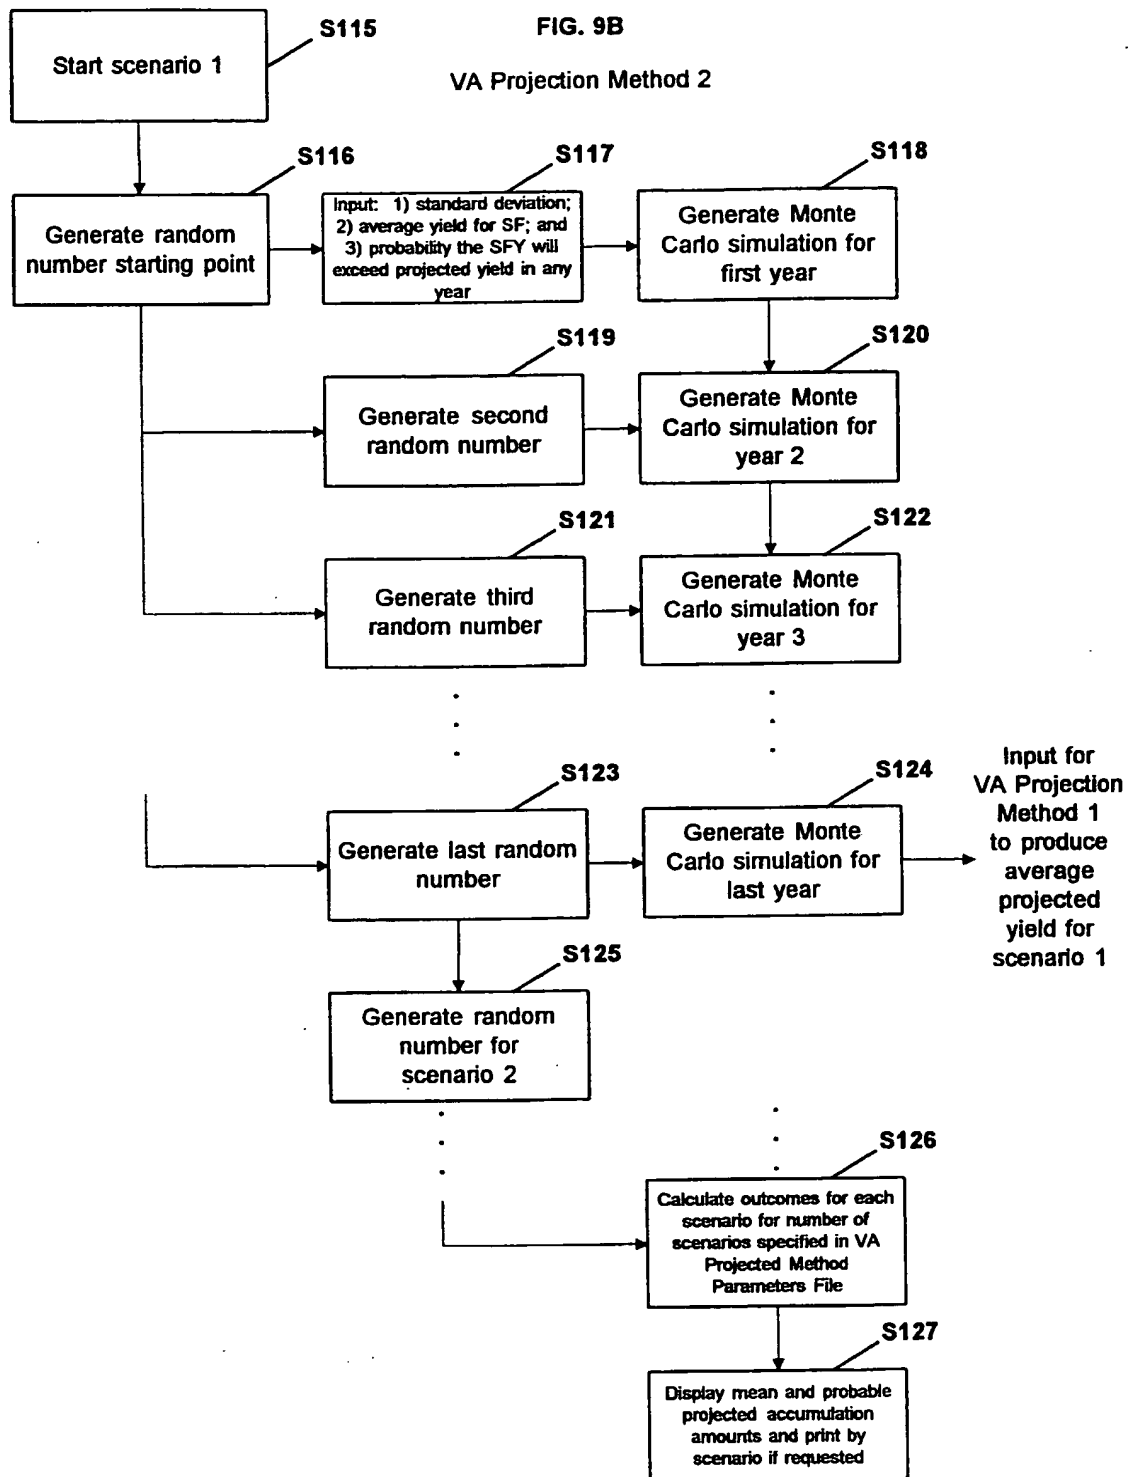 FIG. 9B
VA Projection Method 2
S115
Start scenario 1
S116
Generate random
number starting point
S117
Input: 1) standard deviation;
2) average yield for SF; and
3) probability the SFY will
exceed projected yield in any
year
S118
Generate Monte
Carlo simulation for
first year
S119
Generate second
random number
S120
Generate Monte
Carlo simulation for
year 2
S121
Generate third
random number
S122
Generate Monte
Carlo simulation for
year 3
S123
Generate last random
number
S124
Generate Monte
Carlo simulation for
last year
Input for
VA Projection
Method 1
to produce
average
projected
yield for
scenario 1
S125
Generate random
number for
scenario 2
S126
Calculate outcomes for each
scenario for number of
scenarios specified in VA
Projected Method
Parameters File
S127
Display mean and probable
projected accumulation
amounts and print by
scenario if requested